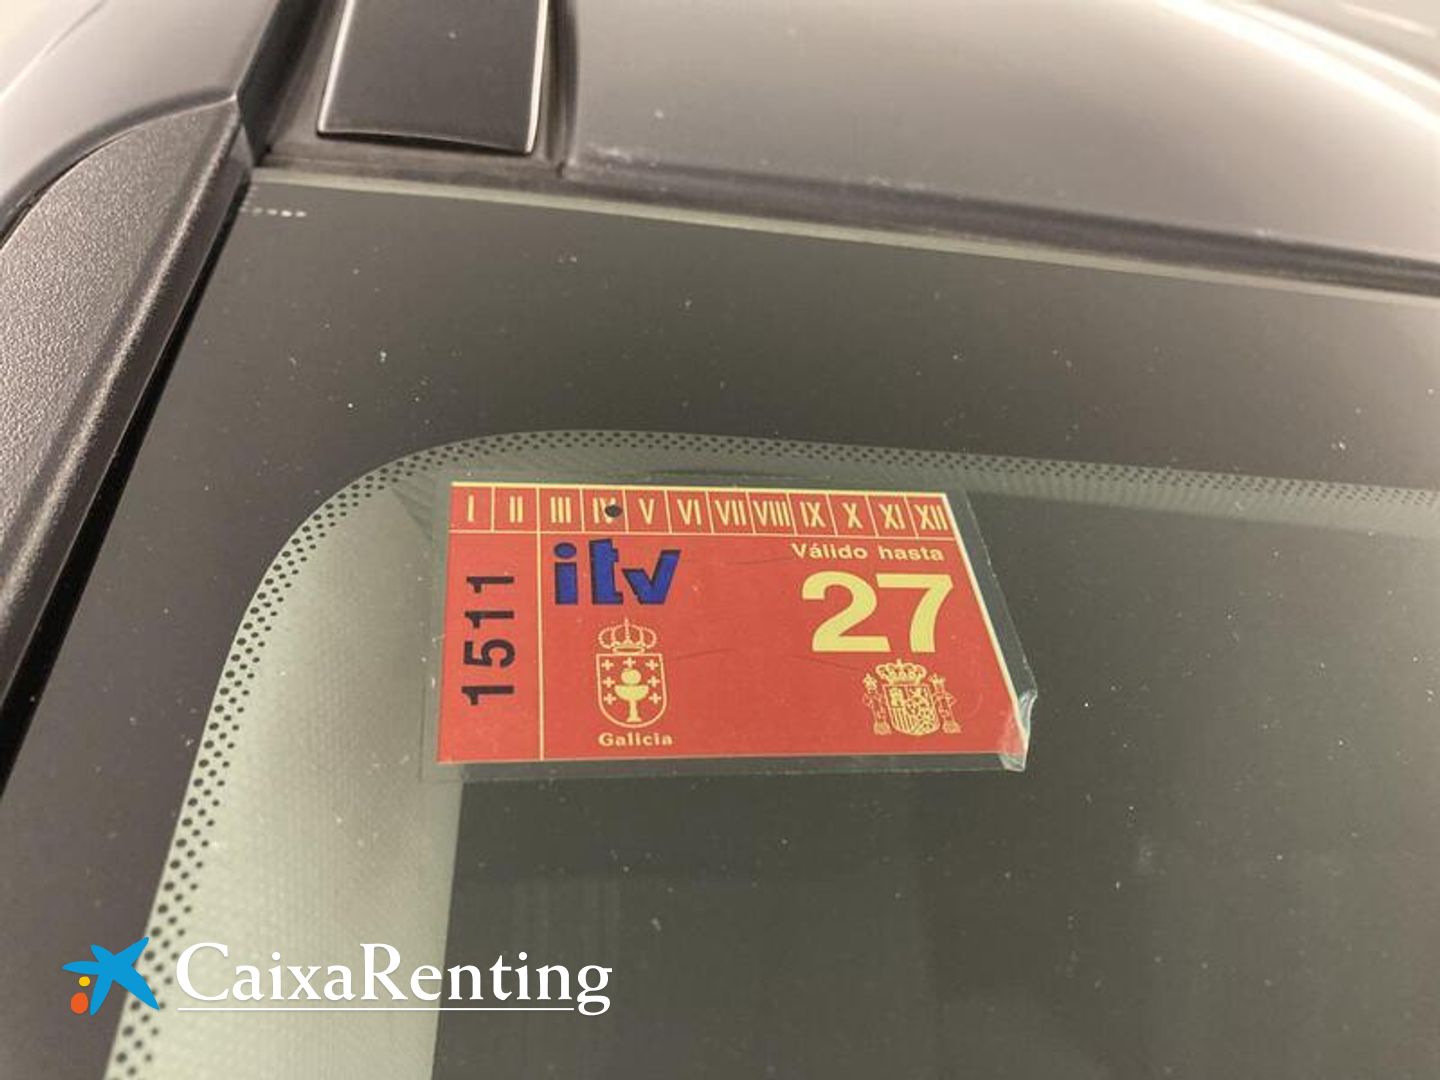 I II III IV V VI VII VIII IX X XI XII
1511
itv
Válido hasta
27
Galicia
CaixaRenting